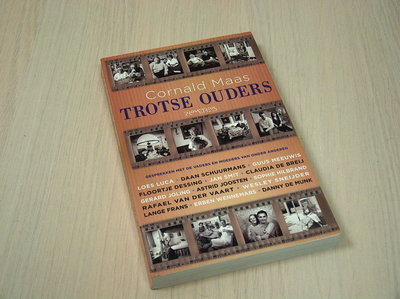 Cornald Maas
TROTSE OUDERS
GESPREKKEN MET DE VADERS EN MOEDERS VAN ONDER ANDEREN
LOES LUCA · DAAN SCHUURMANS · GUUS MEEUWIS
FLOORTJE DESSING · JAN SMIT · CLAUDIA DE BREIJ
GERARD JOLING · ASTRID JOOSTEN · SOPHIE HILBRAND
RAFAEL VAN DER VAART · WESLEY SNEIJDER
LANGE FRANS · ERBEN WENNEMARS · DANNY DE MUNK